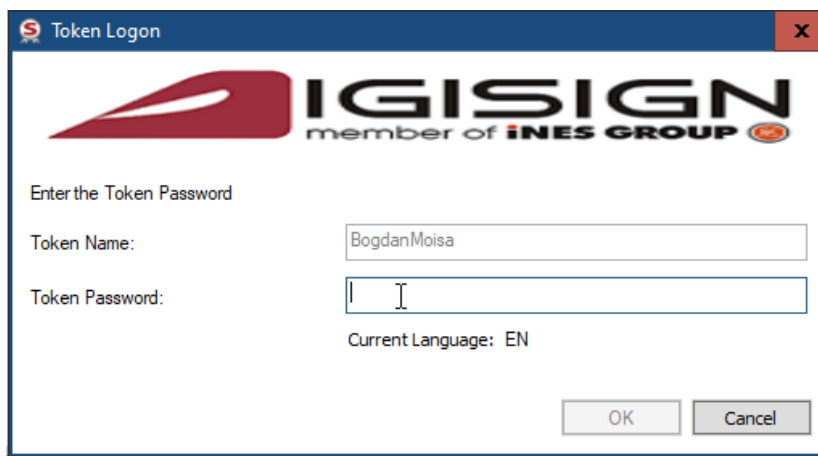 Token Logon
DIGISIGN
member of iNES GROUP
Enter the Token Password
Token Name:
BogdanMoisa
Token Password:
Current Language: EN
OK
Cancel